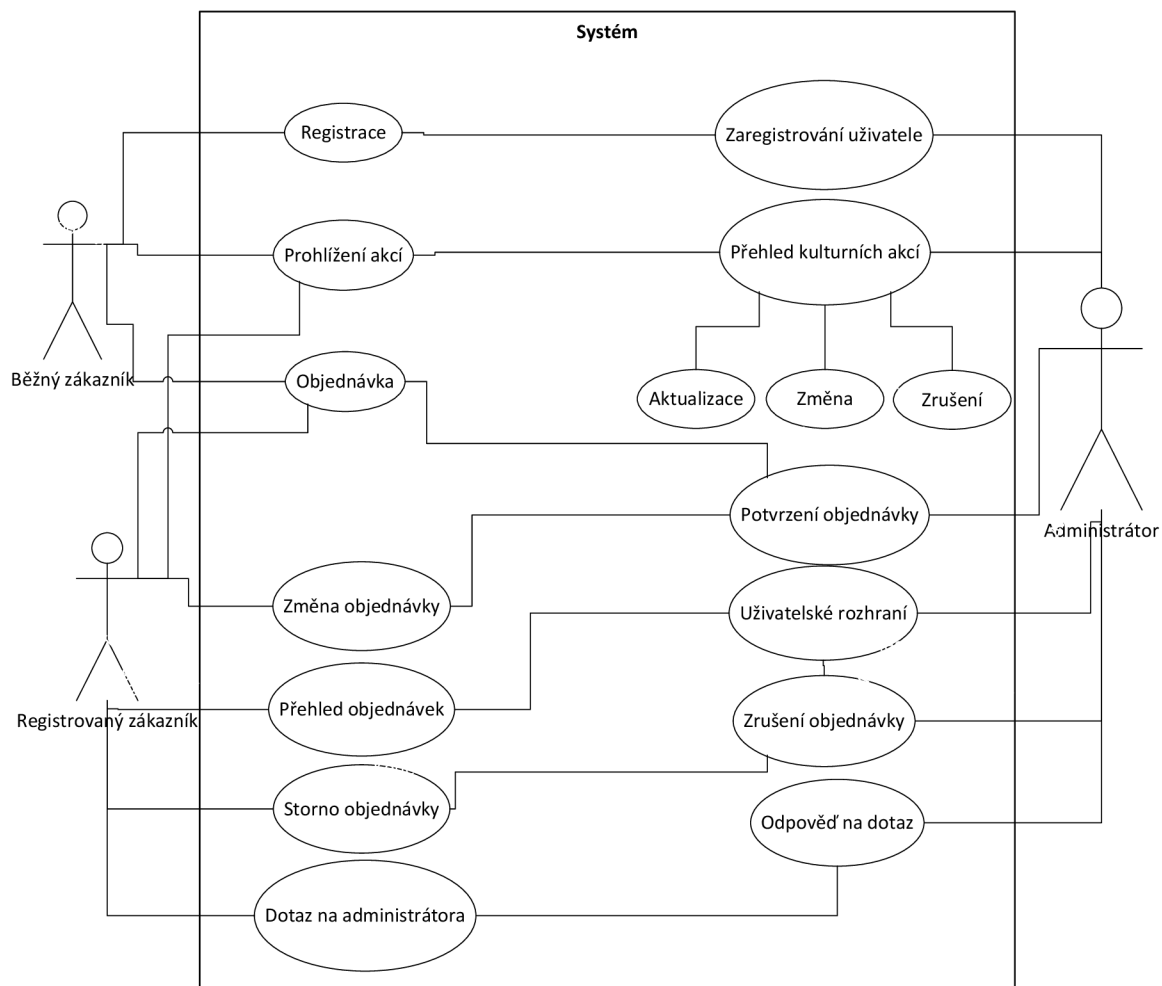 Systém
Registrace
Zaregistrování uživatele
Prohlížení akcí
Přehled kulturních akcí
Běžný zákazník
Objednávka
Aktualizace
Změna
Zrušení
Potvrzení objednávky
Administrátor
Změna objednávky
Uživatelské rozhraní
Registrovaný zákazník
Přehled objednávek
Zrušení objednávky
Storno objednávky
Odpověď na dotaz
Dotaz na administrátora